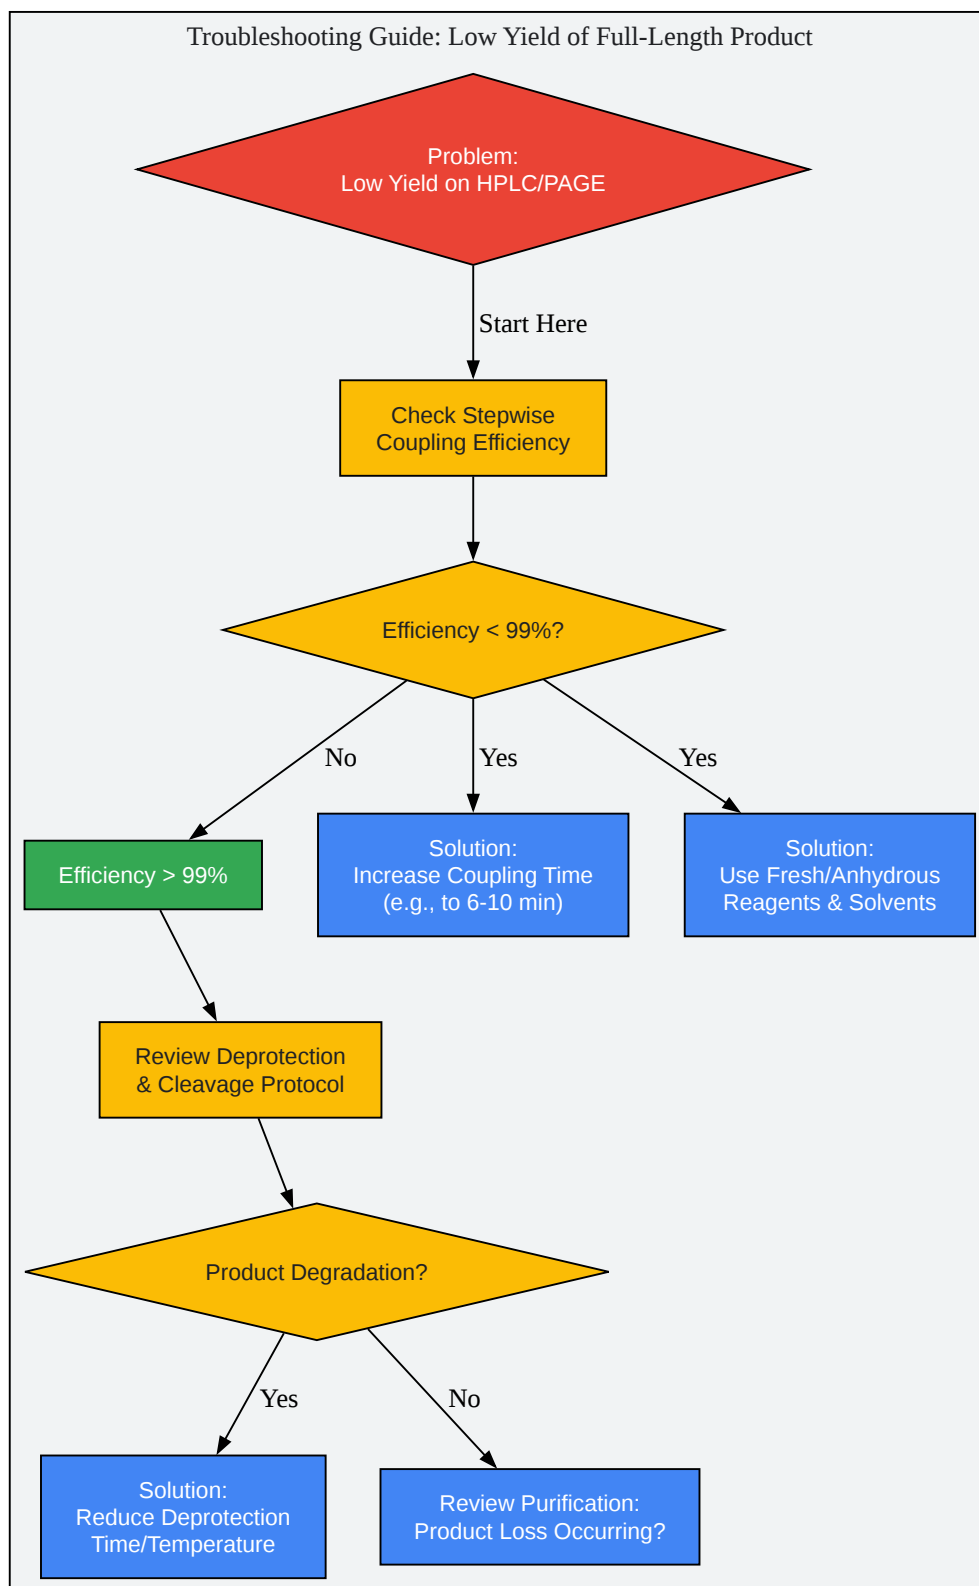 Troubleshooting Guide: Low Yield of Full-Length Product
Problem:
Low Yield on HPLC/PAGE
Start Here
Check Stepwise
Coupling Efficiency
Efficiency < 99%?
No
Yes
Yes
Efficiency > 99%
Solution:
Increase Coupling Time
(e.g., to 6-10 min)
Solution:
Use Fresh/Anhydrous
Reagents & Solvents
Review Deprotection
& Cleavage Protocol
Product Degradation?
Yes
No
Solution:
Reduce Deprotection
Time/Temperature
Review Purification:
Product Loss Occurring?